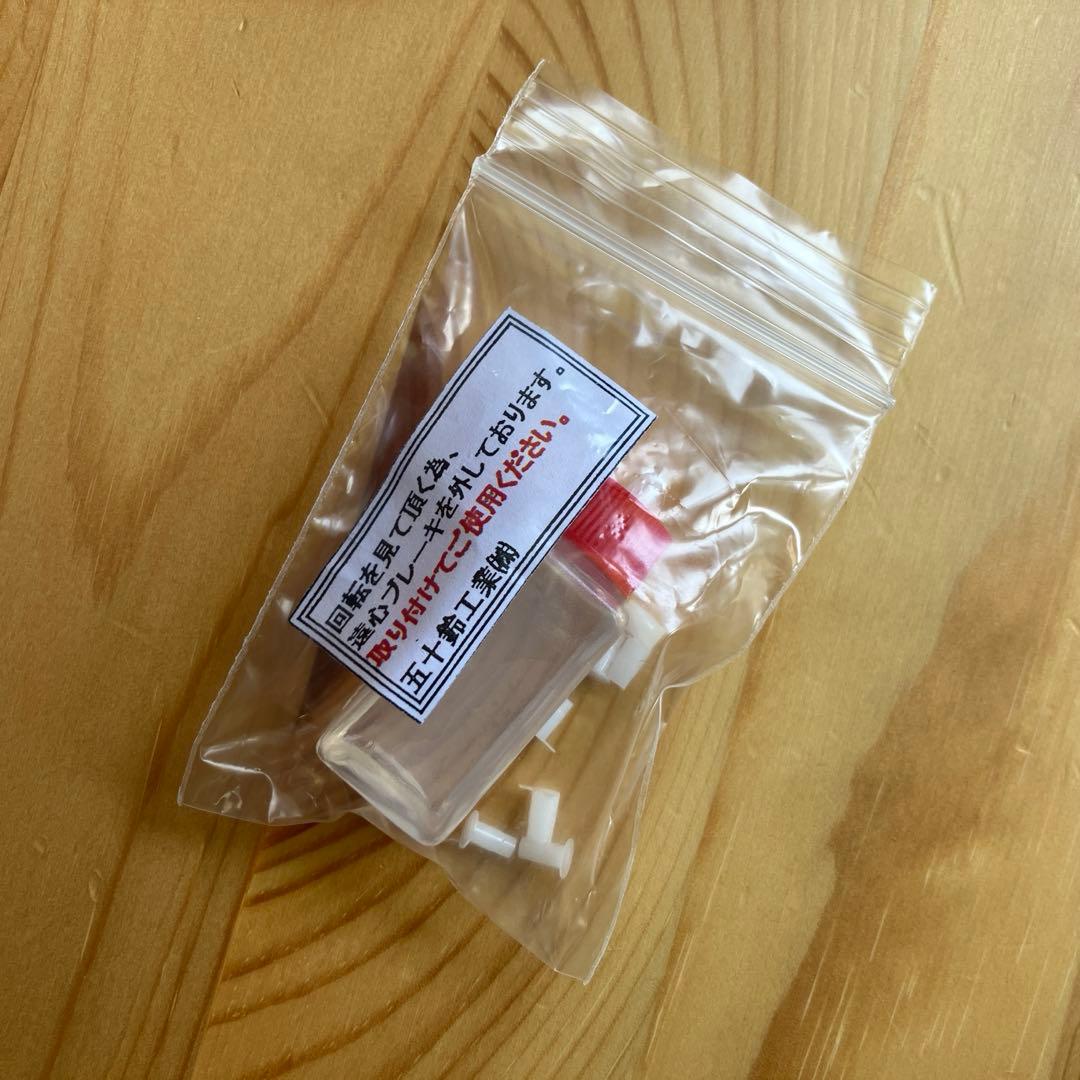 回転を見て頂く為、
遠心ブレーキを外しております。
取り付けてご使用ください。
五十鈴工業㈱